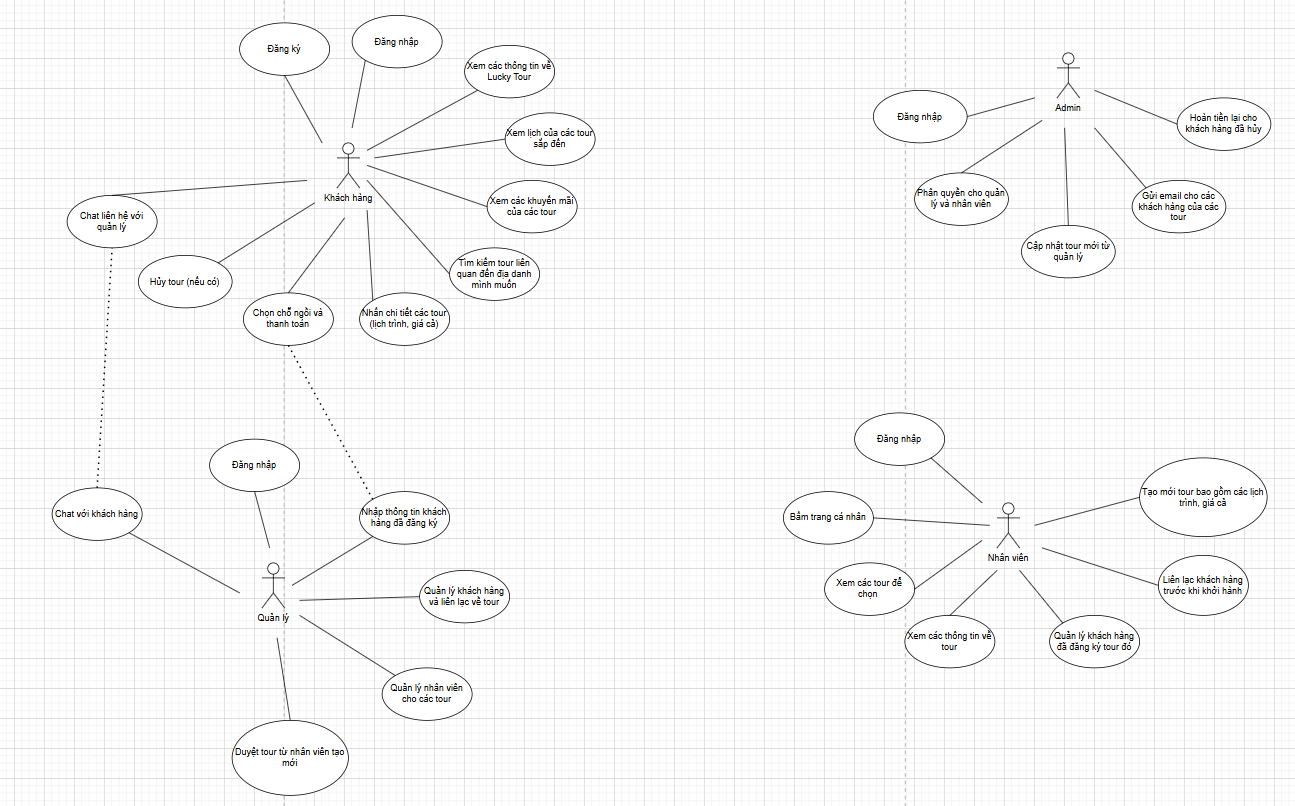 Đăng ký
Đăng nhập
Xem các thông tin về
Lucky Tour
Xem lịch của các tour
sắp đến
Xem các khuyến mãi
của các tour
Tìm kiếm tour liên
quan đến địa danh
mình muốn
Nhấn chi tiết các tour
(lịch trình, giá cả)
Chọn chỗ ngồi và
thanh toán
Hủy tour (nếu có)
Chat liên hệ với
quản lý
Khách hàng
Admin
Đăng nhập
Phân quyền cho quản
lý và nhân viên
Cập nhật tour mới từ
quản lý
Gửi email cho các
khách hàng của các
tour
Hoản tiền lại cho
khách hàng đã hủy
Đăng nhập
Chat với khách hàng
Nhập thông tin khách
hàng đã đăng ký
Quản lý
Quản lý khách hàng
và liên lạc về tour
Quản lý nhân viên
cho các tour
Duyệt tour từ nhân viên tạo
mới
Đăng nhập
Bấm trang cá nhân
Xem các tour để
chọn
Xem các thông tin về
tour
Nhân viên
Quản lý khách hàng
đã đăng ký tour đó
Liên lạc khách hàng
trước khi khởi hành
Tạo mới tour bao gồm các lịch
trình, giá cả